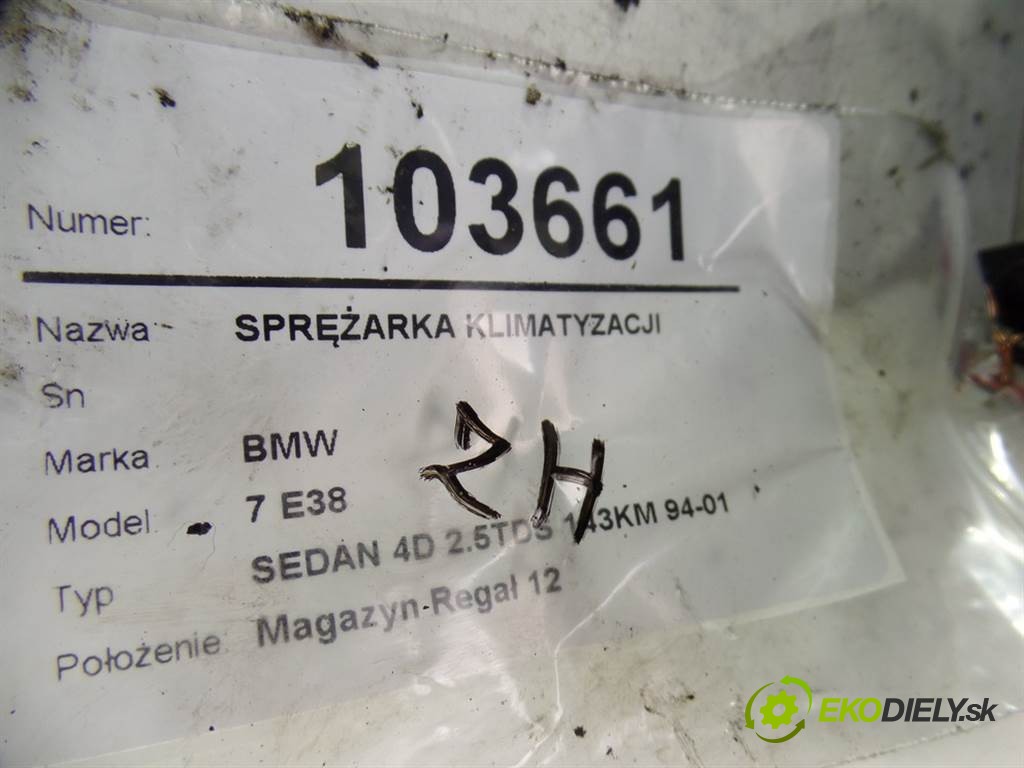 Numer: 103661
Nazwa SPRĘŻARKA KLIMATYZACJI
Sn
Marka BMW
ZH
Model 7 E38
Typ SEDAN 4D 2.5TDS 143KM 94-01
Położenie Magazyn-Regał 12
EKODIELY.sk